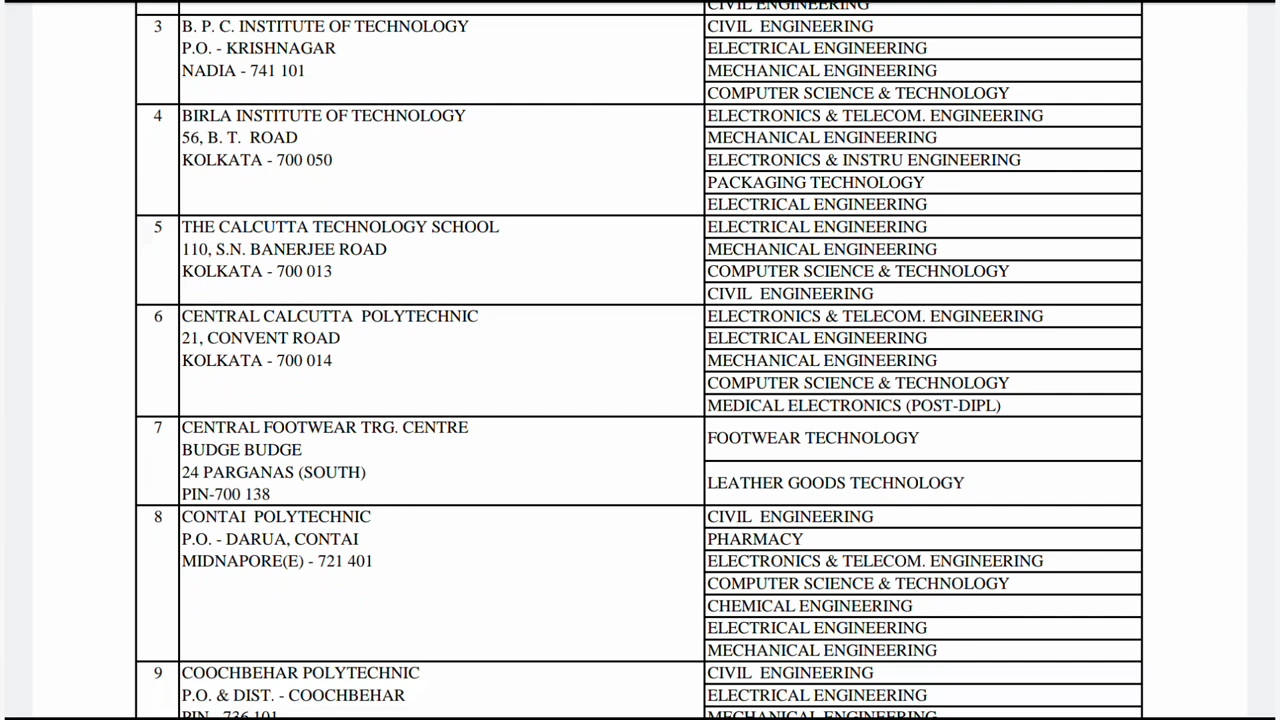 CIVIL ENGINEERING
3 B. P. C. INSTITUTE OF TECHNOLOGY CIVIL ENGINEERING
P.O. - KRISHNAGAR ELECTRICAL ENGINEERING
NADIA - 741 101 MECHANICAL ENGINEERING
COMPUTER SCIENCE & TECHNOLOGY
4 BIRLA INSTITUTE OF TECHNOLOGY ELECTRONICS & TELECOM. ENGINEERING
56, B. T. ROAD MECHANICAL ENGINEERING
KOLKATA - 700 050 ELECTRONICS & INSTRU ENGINEERING
PACKAGING TECHNOLOGY
ELECTRICAL ENGINEERING
5 THE CALCUTTA TECHNOLOGY SCHOOL ELECTRICAL ENGINEERING
110, S.N. BANERJEE ROAD MECHANICAL ENGINEERING
KOLKATA - 700 013 COMPUTER SCIENCE & TECHNOLOGY
CIVIL ENGINEERING
6 CENTRAL CALCUTTA POLYTECHNIC ELECTRONICS & TELECOM. ENGINEERING
21, CONVENT ROAD ELECTRICAL ENGINEERING
KOLKATA - 700 014 MECHANICAL ENGINEERING
COMPUTER SCIENCE & TECHNOLOGY
MEDICAL ELECTRONICS (POST-DIPL)
7 CENTRAL FOOTWEAR TRG. CENTRE
FOOTWEAR TECHNOLOGY
BUDGE BUDGE
24 PARGANAS (SOUTH)
LEATHER GOODS TECHNOLOGY
PIN-700 138
8 CONTAI POLYTECHNIC CIVIL ENGINEERING
P.O. - DARUA, CONTAI PHARMACY
MIDNAPORE(E) - 721 401 ELECTRONICS & TELECOM. ENGINEERING
COMPUTER SCIENCE & TECHNOLOGY
CHEMICAL ENGINEERING
ELECTRICAL ENGINEERING
MECHANICAL ENGINEERING
9 COOCHBEHAR POLYTECHNIC CIVIL ENGINEERING
P.O. & DIST. - COOCHBEHAR ELECTRICAL ENGINEERING
PIN - 736 101 MECHANICAL ENGINEERING